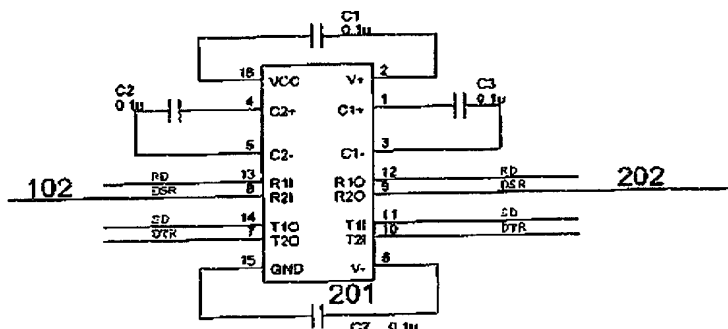 C1
0.1u
16 VCC V+ 2
C2
0.1u
4 C2+ C1+ 1
C3
0.1u
5 C2- C1- 3
102 202
RD 13 R1I R1O 12 RD
DSR 8 R2I R2O 9 DSR
SD 14 T1O T1I 11 SD
DTR 7 T2O T2I 10 DTR
15 GND V- 6
201
0.1u